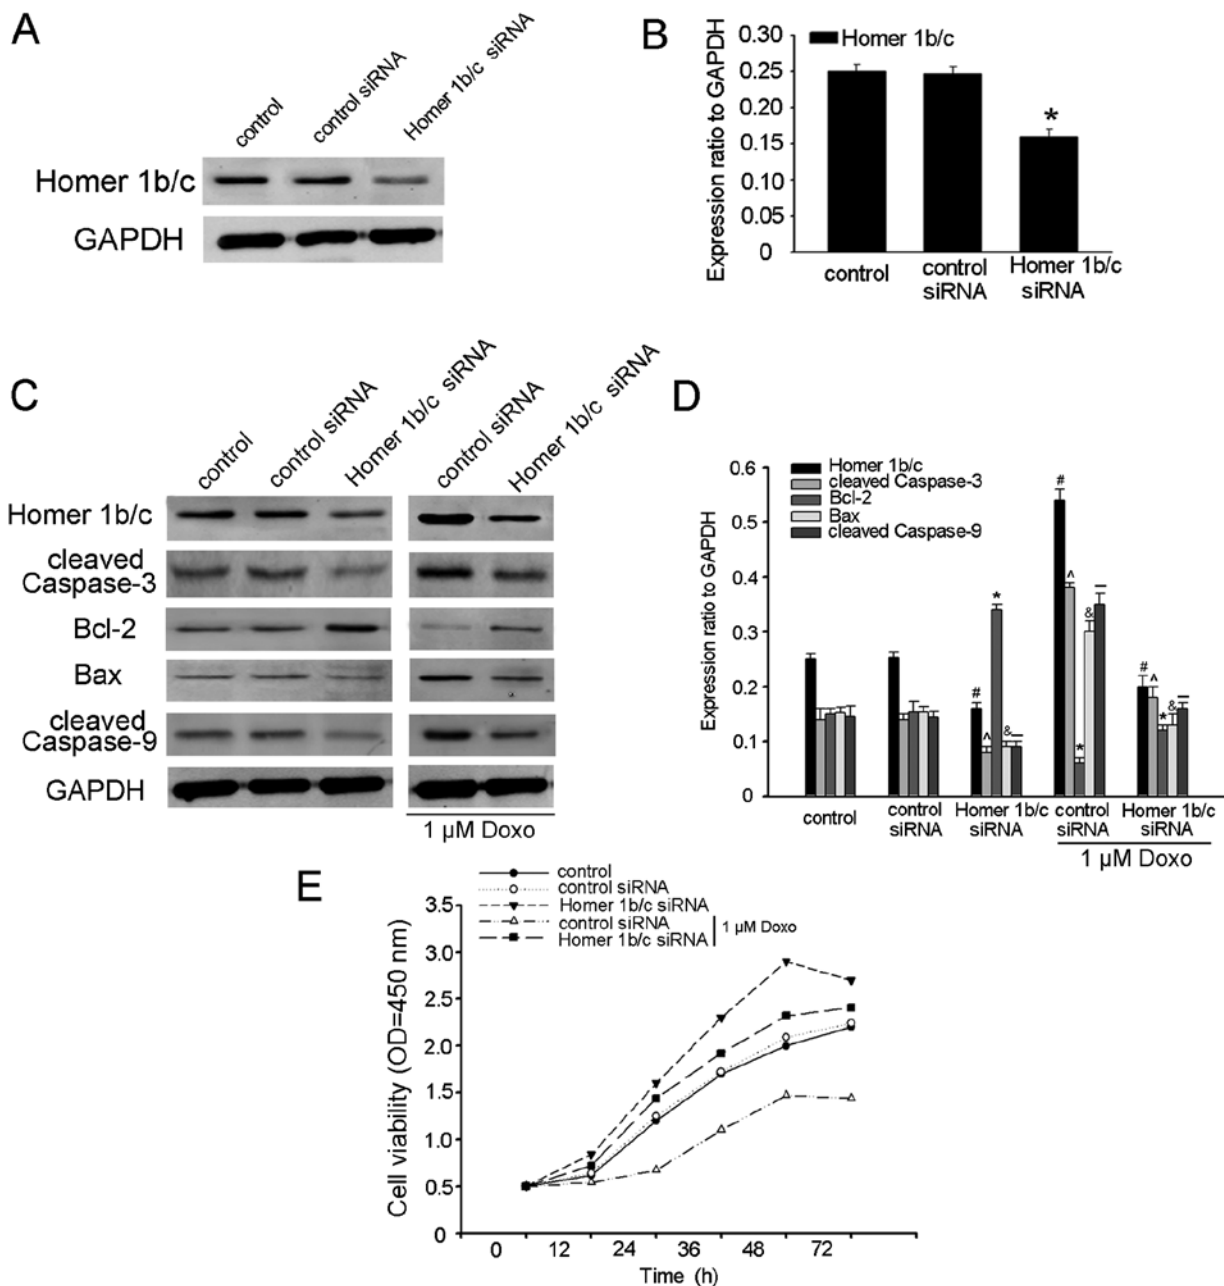 A
control
control siRNA
Homer 1b/c siRNA
Homer 1b/c
GAPDH
B
Expression ratio to GAPDH
0.30
0.25
0.20
0.15
0.10
0.05
0
Homer 1b/c
*
control
control
siRNA
Homer 1b/c
siRNA
C
control
control siRNA
Homer 1b/c siRNA
control siRNA
Homer 1b/c siRNA
Homer 1b/c
cleaved
Caspase-3
Bcl-2
Bax
cleaved
Caspase-9
GAPDH
1 μM Doxo
D
Expression ratio to GAPDH
0.6
0.5
0.4
0.3
0.2
0.1
0
Homer 1b/c
cleaved Caspase-3
Bcl-2
Bax
cleaved Caspase-9
# ^ * & –
# ^ * & –
# ^ * & –
control
control
siRNA
Homer 1b/c
siRNA
control
siRNA
Homer 1b/c
siRNA
1 μM Doxo
E
Cell viability (OD=450 nm)
3.5
3.0
2.5
2.0
1.5
1.0
0.5
0
control
control siRNA
Homer 1b/c siRNA
control siRNA
Homer 1b/c siRNA
1 μM Doxo
0 12 24 36 48 72
Time (h)